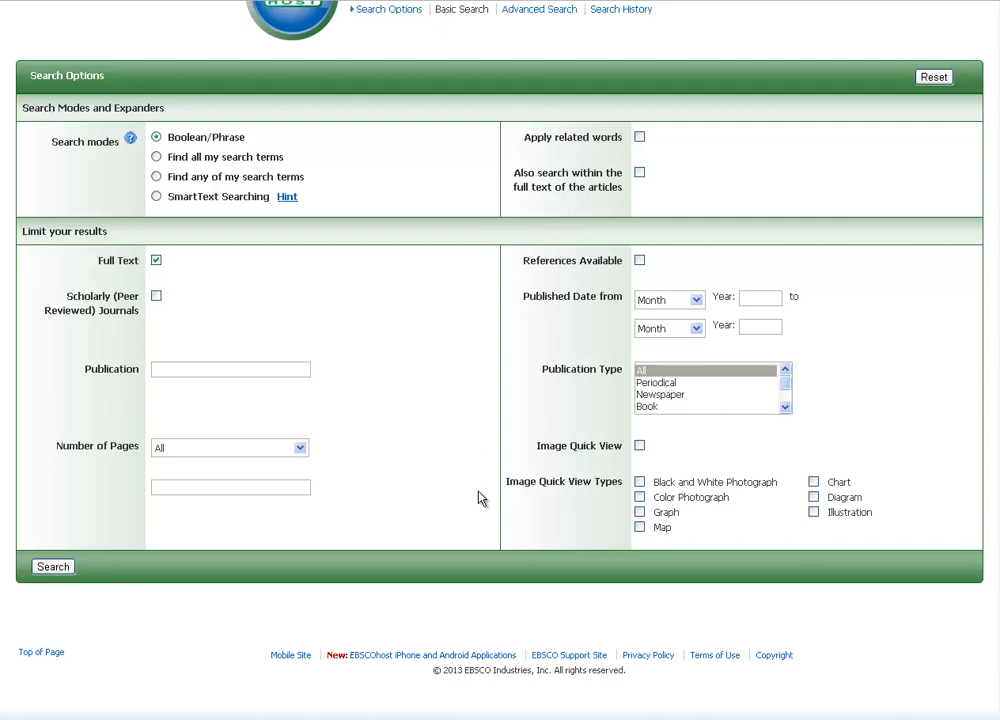 HOST
Search Options Basic Search Advanced Search Search History
Search Options Reset
Search Modes and Expanders
Search modes ? Boolean/Phrase
Find all my search terms
Find any of my search terms
SmartText Searching Hint
Apply related words
Also search within the
full text of the articles
Limit your results
Full Text
Scholarly (Peer
Reviewed) Journals
Publication
Number of Pages All
References Available
Published Date from Month Year: to
Month Year:
Publication Type All
Periodical
Newspaper
Book
Image Quick View
Image Quick View Types Black and White Photograph Chart
Color Photograph Diagram
Graph Illustration
Map
Search
Top of Page Mobile Site New: EBSCOhost iPhone and Android Applications EBSCO Support Site Privacy Policy Terms of Use Copyright
© 2013 EBSCO Industries, Inc. All rights reserved.